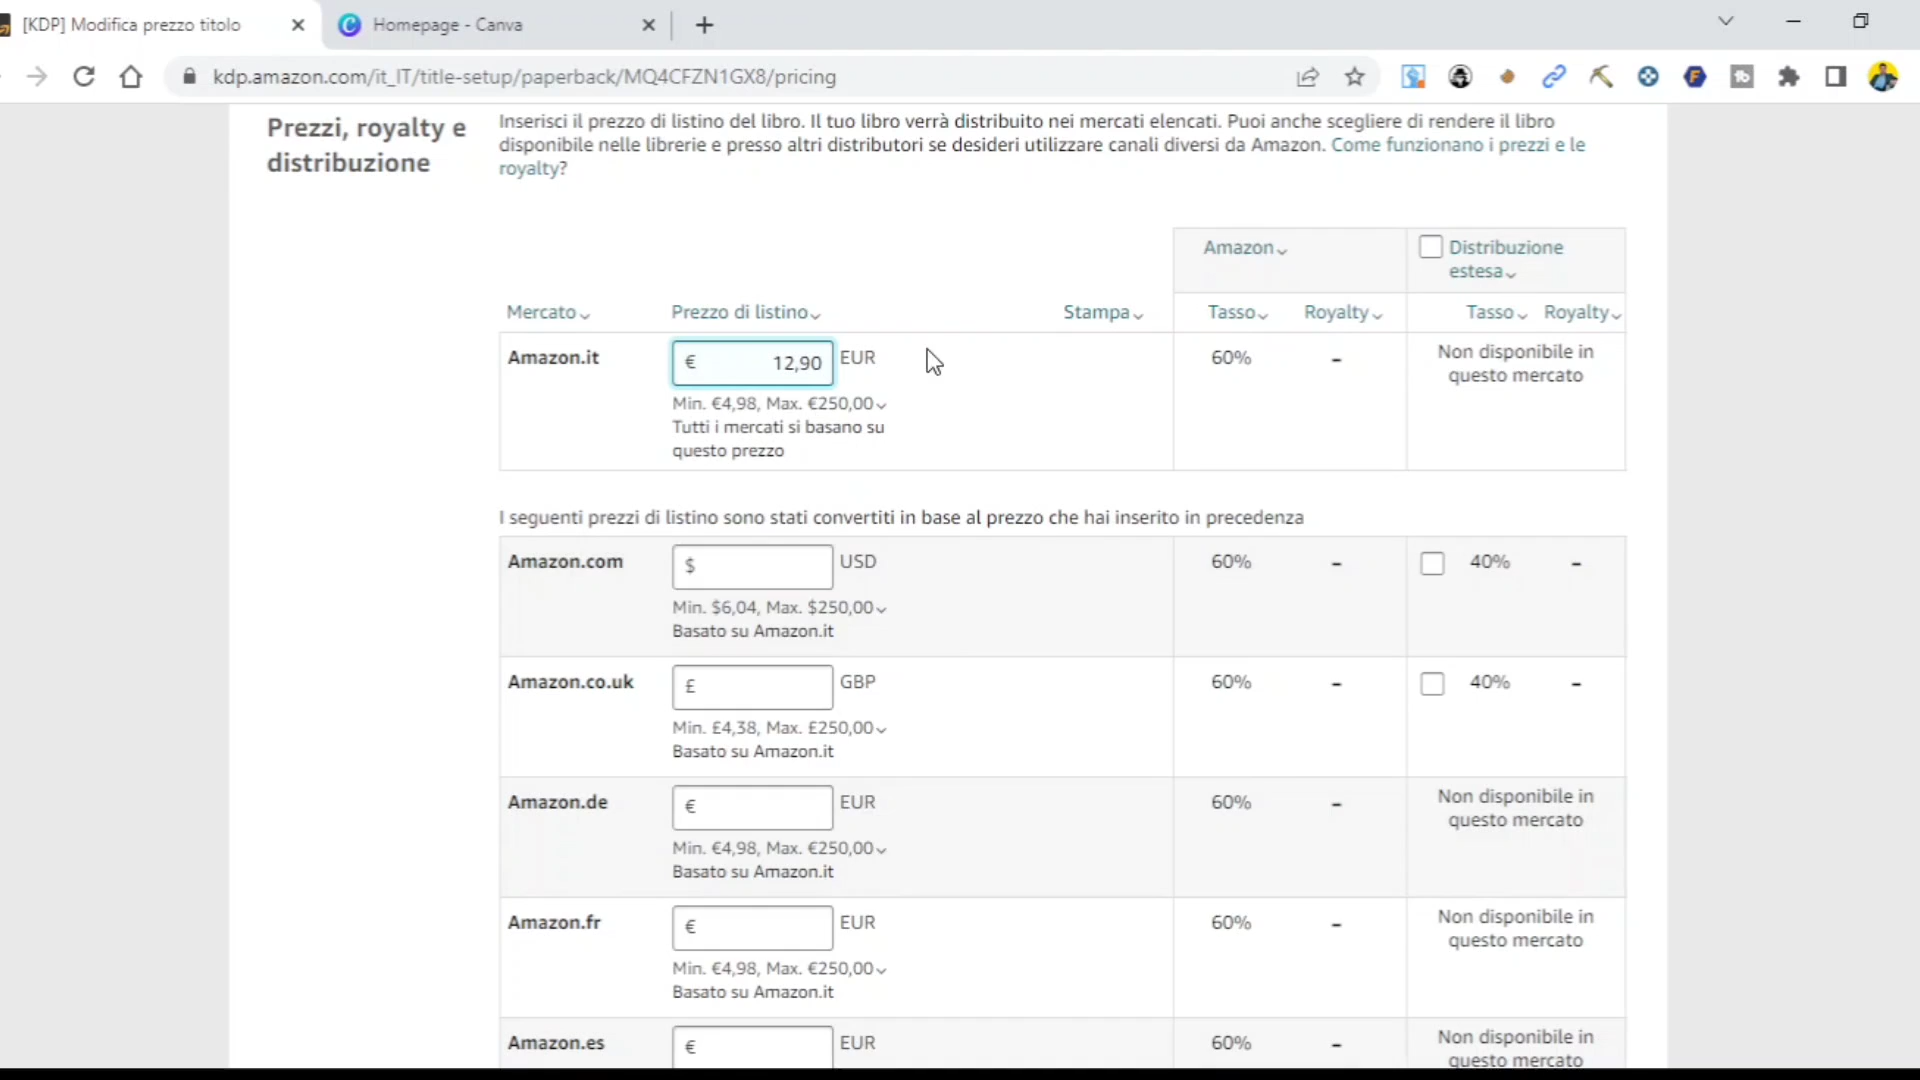 [KDP] Modifica prezzo titolo
Homepage - Canva
kdp.amazon.com/it_IT/title-setup/paperback/MQ4CFZN1GX8/pricing
Prezzi, royalty e
distribuzione
Inserisci il prezzo di listino del libro. Il tuo libro verrà distribuito nei mercati elencati. Puoi anche scegliere di rendere il libro
disponibile nelle librerie e presso altri distributori se desideri utilizzare canali diversi da Amazon. Come funzionano i prezzi e le
royalty?
Amazon
Distribuzione
estesa
Mercato Prezzo di listino Stampa Tasso Royalty Tasso Royalty
Amazon.it € 12,90 EUR 60% - Non disponibile in
questo mercato
Min. €4,98, Max. €250,00
Tutti i mercati si basano su
questo prezzo
I seguenti prezzi di listino sono stati convertiti in base al prezzo che hai inserito in precedenza
Amazon.com $ USD 60% - 40% -
Min. $6,04, Max. $250,00
Basato su Amazon.it
Amazon.co.uk £ GBP 60% - 40% -
Min. £4,38, Max. £250,00
Basato su Amazon.it
Amazon.de € EUR 60% - Non disponibile in
questo mercato
Min. €4,98, Max. €250,00
Basato su Amazon.it
Amazon.fr € EUR 60% - Non disponibile in
questo mercato
Min. €4,98, Max. €250,00
Basato su Amazon.it
Amazon.es € EUR 60% - Non disponibile in
questo mercato